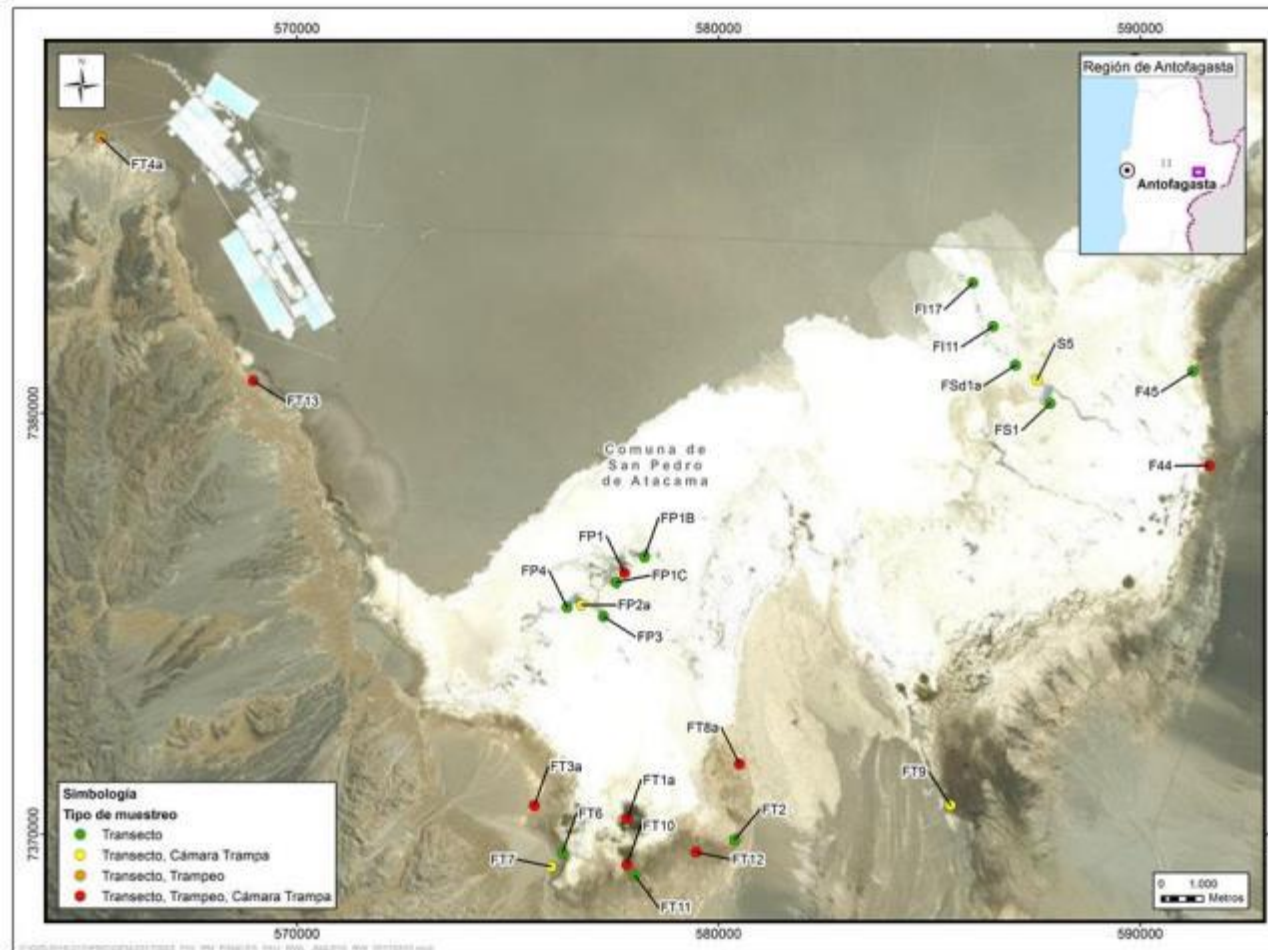 570000
580000
590000
N
Región de Antofagasta
11
Antofagasta
FT4a
FI17
FI11
S5
FSd1a
F45
FS1
FT13
7380000
7380000
F44
Comuna de
San Pedro
de Atacama
FP1B
FP1
FP1C
FP4
FP2a
FP3
FT8a
FT3a
FT1a
FT9
FT6
FT10
FT2
FT7
FT12
FT11
7370000
7370000
Simbología
Tipo de muestreo
Transecto
Transecto, Cámara Trampa
Transecto, Trampeo
Transecto, Trampeo, Cámara Trampa
0 1.000
Metros
570000
580000
590000